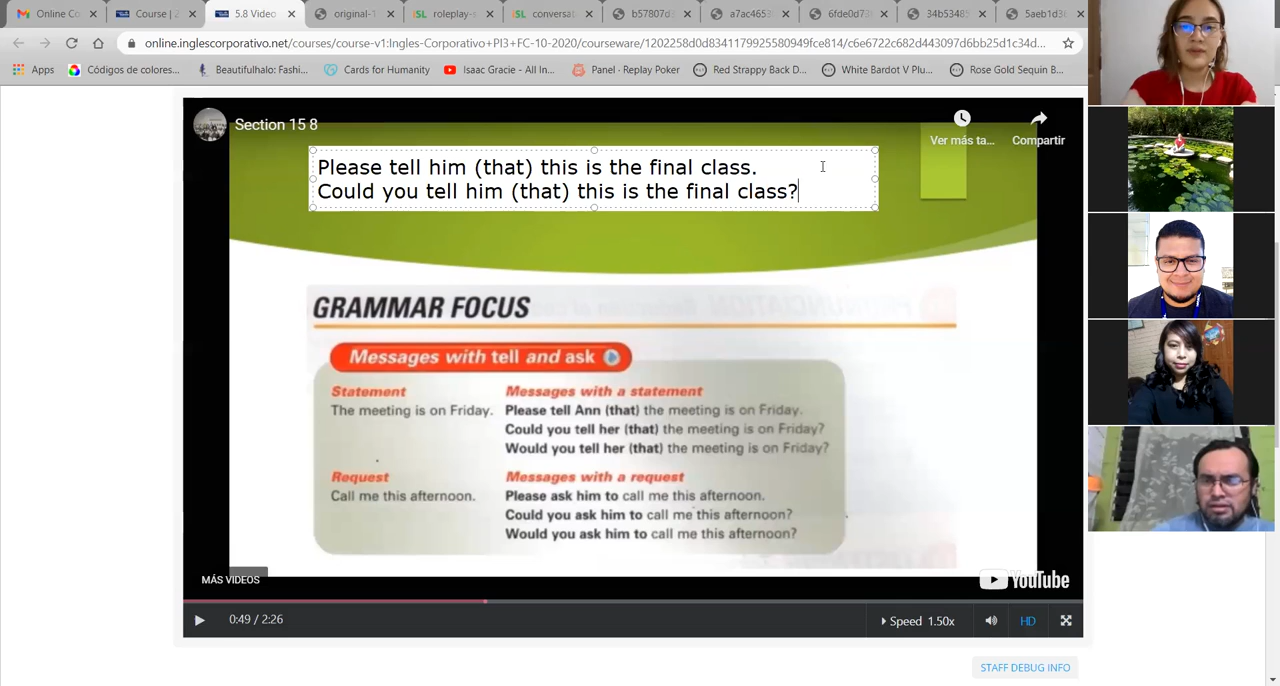 Online Co
Course | 2
5.8 Video
original-1
roleplay-s
conversat
b57807d3
a7ac4653
6fde0d73
34b53485
5aeb1d3
online.inglescorporativo.net/courses/course-v1:Ingles-Corporativo+PI3+FC-10-2020/courseware/1202258d0d8341179925580949fce814/c6e6722c682d443097d6bb25d1c34d...
Apps
Códigos de colores...
Beautifulhalo: Fashi...
Cards for Humanity
Isaac Gracie - All In...
Panel · Replay Poker
Red Strappy Back D...
White Bardot V Plu...
Rose Gold Sequin B...
Section 15 8
Ver más ta...
Compartir
Please tell him (that) this is the final class.
Could you tell him (that) this is the final class?
GRAMMAR FOCUS
Messages with tell and ask
Statement
Messages with a statement
The meeting is on Friday.
Please tell Ann (that) the meeting is on Friday.
Could you tell her (that) the meeting is on Friday?
Would you tell her (that) the meeting is on Friday?
Request
Messages with a request
Call me this afternoon.
Please ask him to call me this afternoon.
Could you ask him to call me this afternoon?
Would you ask him to call me this afternoon?
MÁS VIDEOS
YouTube
0:49 / 2:26
Speed 1.50x
HD
STAFF DEBUG INFO